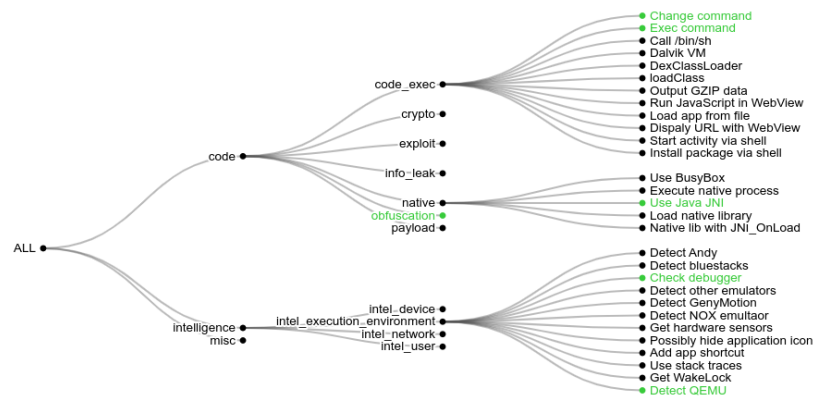 Change command
Exec command
Call /bin/sh
Dalvik VM
DexClassLoader
code_exec
loadClass
Output GZIP data
Run JavaScript in WebView
crypto
Load app from file
Dispaly URL with WebView
Start activity via shell
exploit
Install package via shell
code
info_leak
Use BusyBox
Execute native process
native
Use Java JNI
obfuscation
Load native library
payload
Native lib with JNI_OnLoad
ALL
Detect Andy
Detect bluestacks
Check debugger
Detect other emulators
Detect GenyMotion
intel_device
Detect NOX emultaor
intel_execution_environment
intelligence
Get hardware sensors
intel_network
misc
Possibly hide application icon
intel_user
Add app shortcut
Use stack traces
Get WakeLock
Detect QEMU